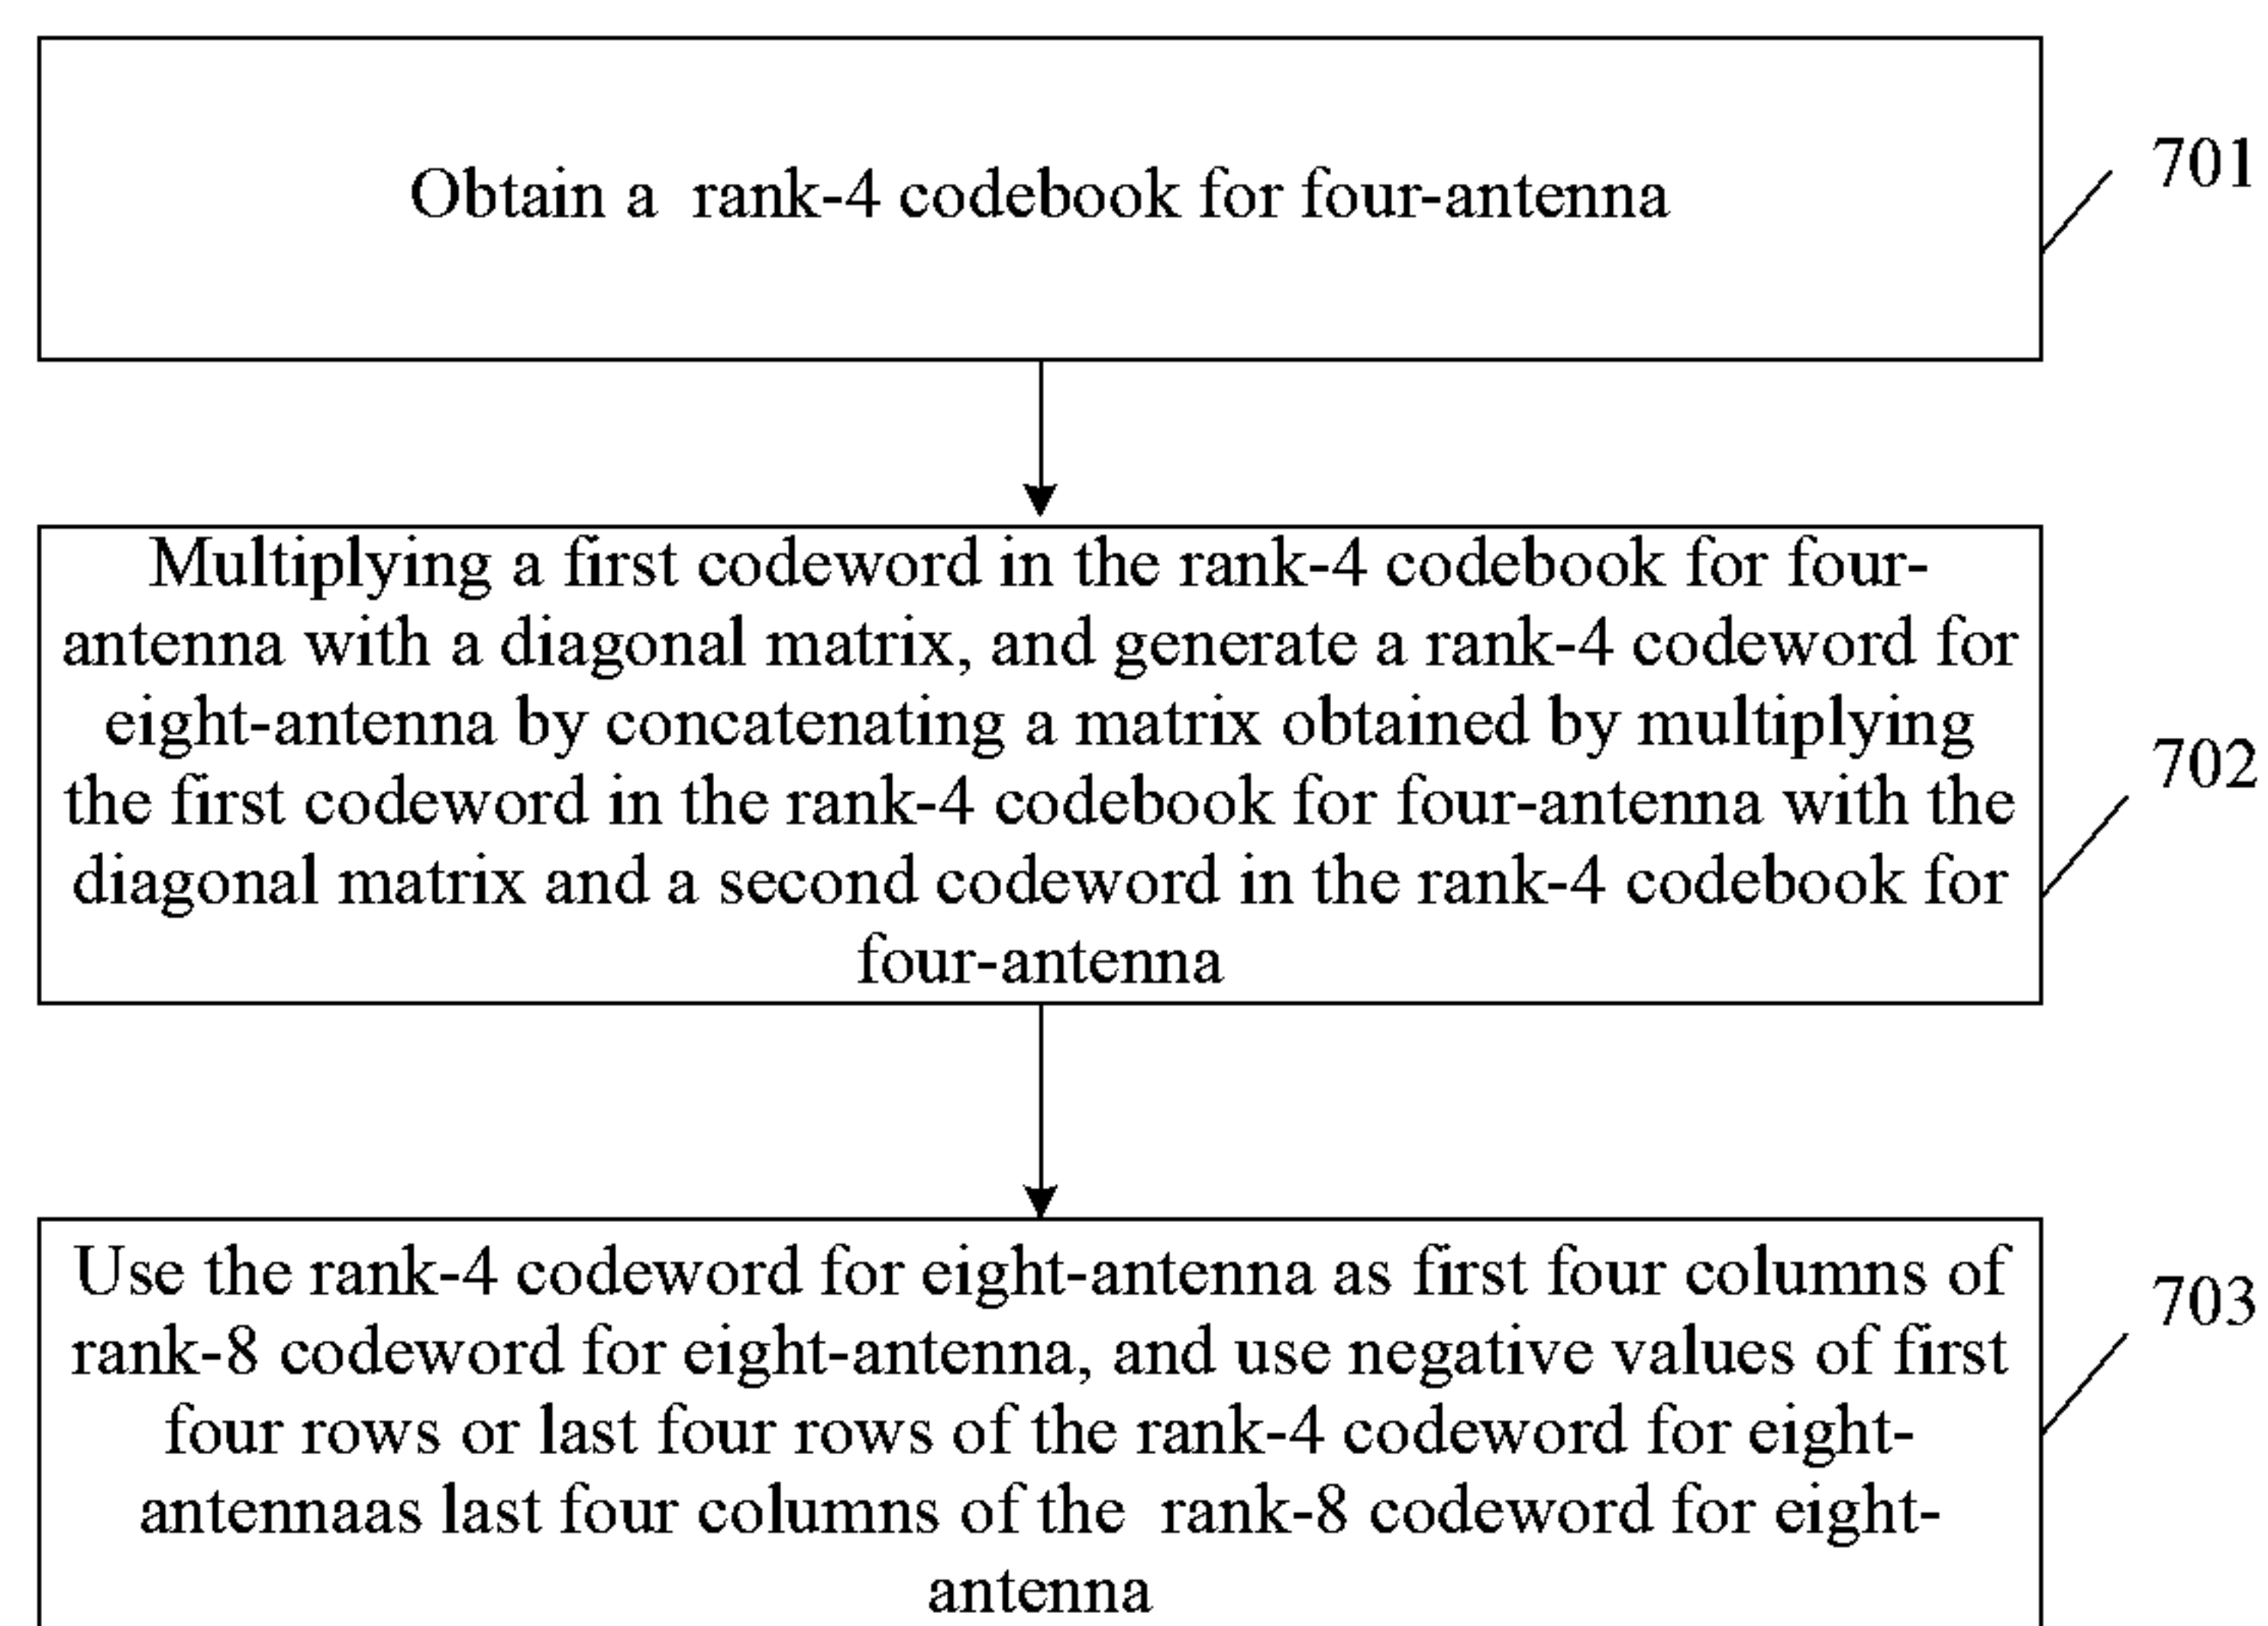 Obtain a rank-4 codebook for four-antenna
701
Multiplying a first codeword in the rank-4 codebook for four-
antenna with a diagonal matrix, and generate a rank-4 codeword for
eight-antenna by concatenating a matrix obtained by multiplying
the first codeword in the rank-4 codebook for four-antenna with the
diagonal matrix and a second codeword in the rank-4 codebook for
four-antenna
702
Use the rank-4 codeword for eight-antenna as first four columns of
rank-8 codeword for eight-antenna, and use negative values of first
four rows or last four rows of the rank-4 codeword for eight-
antennaas last four columns of the rank-8 codeword for eight-
antenna
703